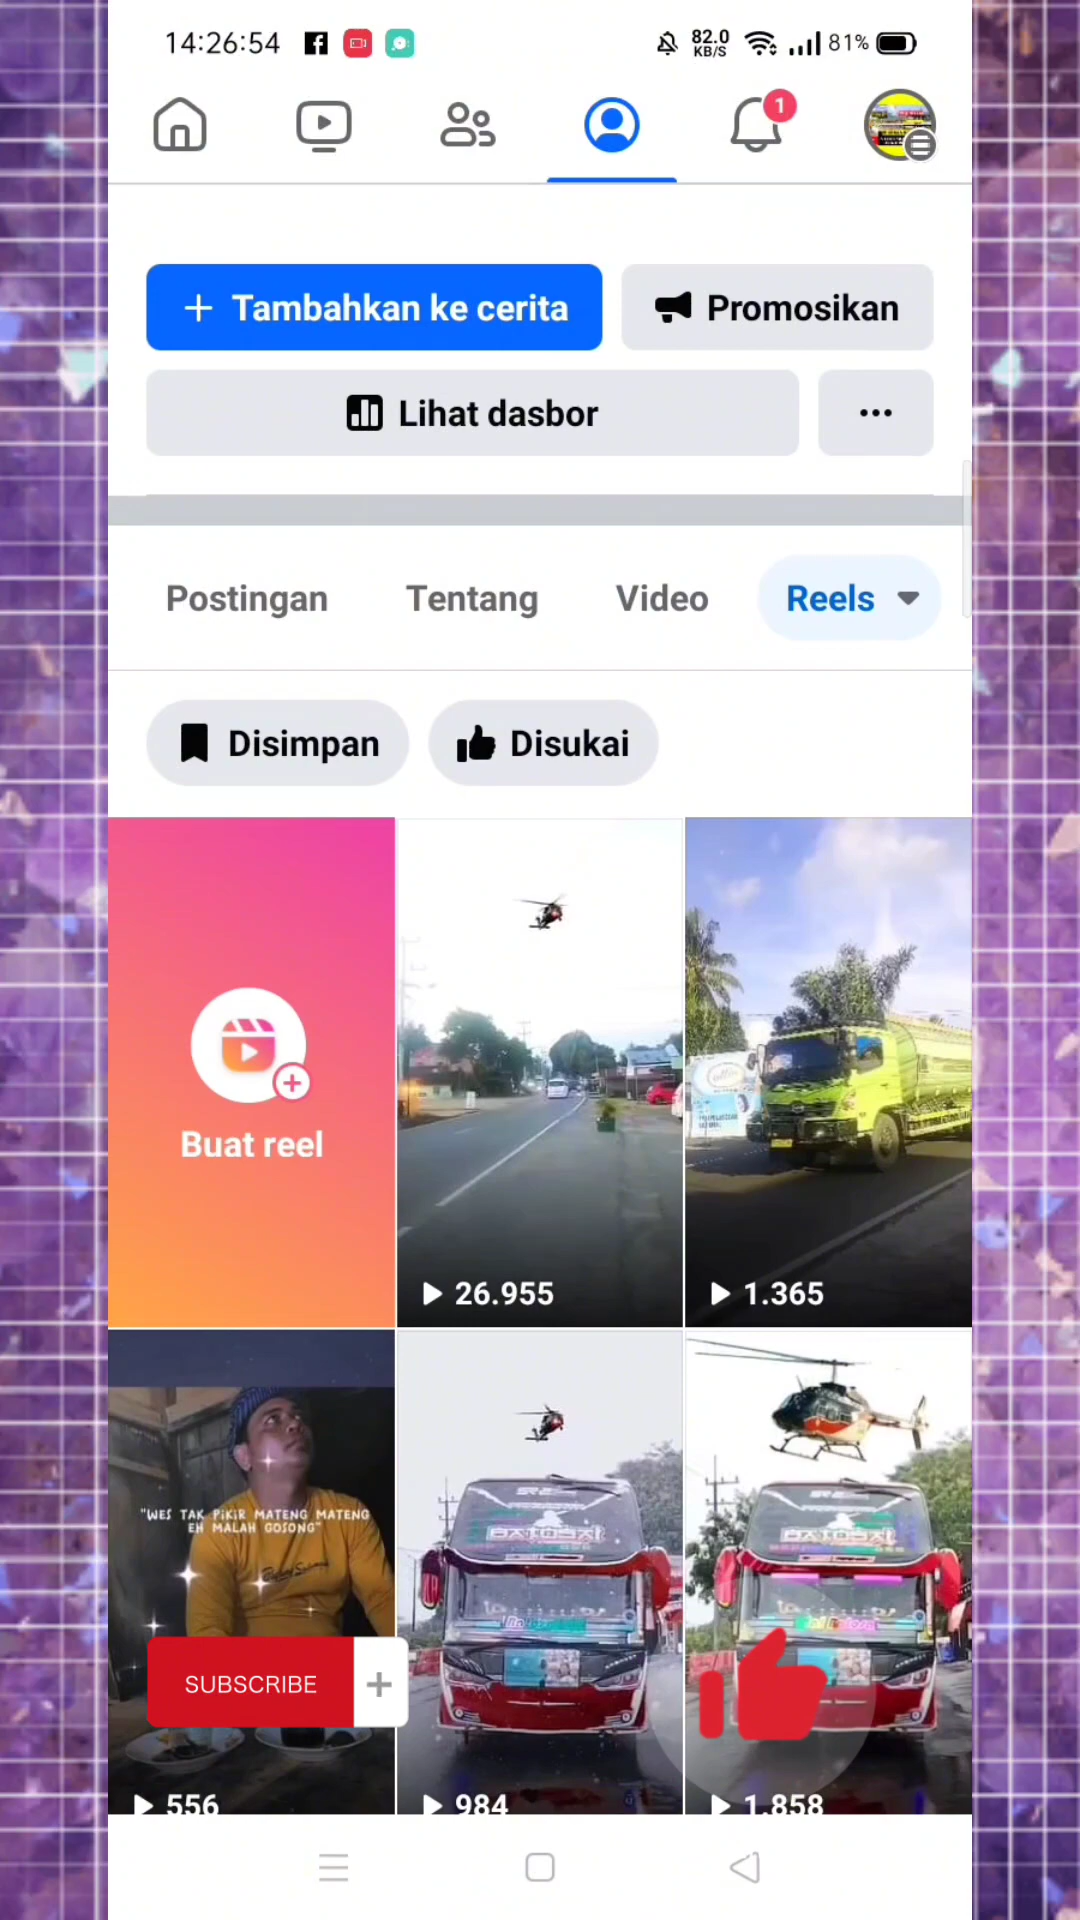 14:26:54
82.0
KB/S
81%
1
+ Tambahkan ke cerita
Promosikan
Lihat dasbor
Postingan
Tentang
Video
Reels
Disimpan
Disukai
Buat reel
26.955
1.365
"WES TAK PIKIR MATENG MATENG
EH MALAH GOSONG"
SUBSCRIBE +
556
984
1.858